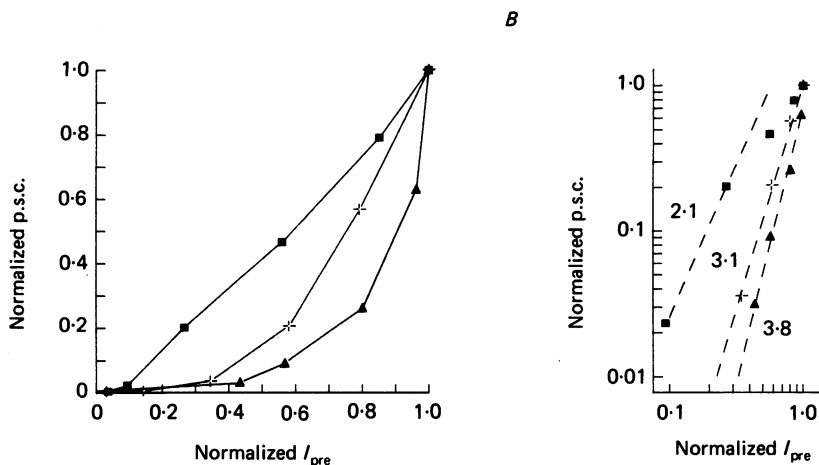 B
1·0
0·8
0·6
0·4
0·2
0
0 0·2 0·4 0·6 0·8 1·0
Normalized p.s.c.
Normalized Ipre
1·0
0·1
0·01
0·1 1·0
2·1
3·1
3·8
Normalized p.s.c.
Normalized Ipre